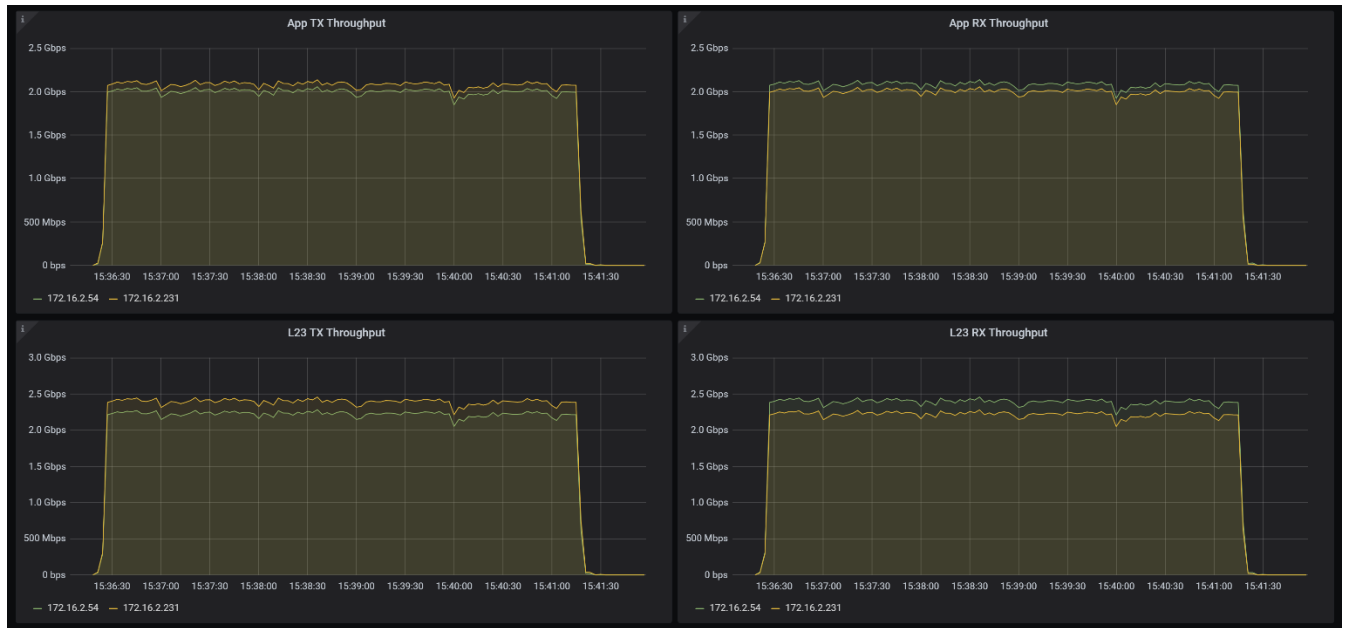 App TX Throughput
2.5 Gbps
2.0 Gbps
1.5 Gbps
1.0 Gbps
500 Mbps
0 bps
15:36:30 15:37:00 15:37:30 15:38:00 15:38:30 15:39:00 15:39:30 15:40:00 15:40:30 15:41:00 15:41:30
172.16.2.54 172.16.2.231
App RX Throughput
2.5 Gbps
2.0 Gbps
1.5 Gbps
1.0 Gbps
500 Mbps
0 bps
15:36:30 15:37:00 15:37:30 15:38:00 15:38:30 15:39:00 15:39:30 15:40:00 15:40:30 15:41:00 15:41:30
172.16.2.54 172.16.2.231
L23 TX Throughput
3.0 Gbps
2.5 Gbps
2.0 Gbps
1.5 Gbps
1.0 Gbps
500 Mbps
0 bps
15:36:30 15:37:00 15:37:30 15:38:00 15:38:30 15:39:00 15:39:30 15:40:00 15:40:30 15:41:00 15:41:30
172.16.2.54 172.16.2.231
L23 RX Throughput
3.0 Gbps
2.5 Gbps
2.0 Gbps
1.5 Gbps
1.0 Gbps
500 Mbps
0 bps
15:36:30 15:37:00 15:37:30 15:38:00 15:38:30 15:39:00 15:39:30 15:40:00 15:40:30 15:41:00 15:41:30
172.16.2.54 172.16.2.231